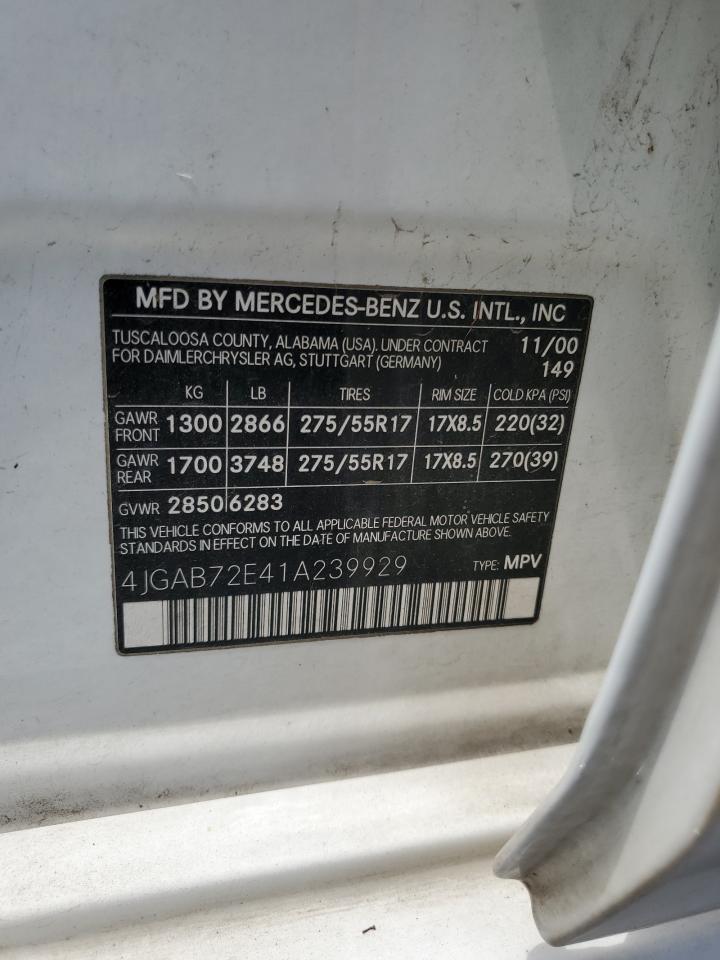 MFD BY MERCEDES-BENZ U.S. INTL., INC
TUSCALOOSA COUNTY, ALABAMA (USA). UNDER CONTRACT 11/00
FOR DAIMLERCHRYSLER AG, STUTTGART (GERMANY) 149
KG LB TIRES RIM SIZE COLD KPA (PSI)
GAWR FRONT 1300 2866 275/55R17 17X8.5 220(32)
GAWR REAR 1700 3748 275/55R17 17X8.5 270(39)
GVWR 2850 6283
THIS VEHICLE CONFORMS TO ALL APPLICABLE FEDERAL MOTOR VEHICLE SAFETY
STANDARDS IN EFFECT ON THE DATE OF MANUFACTURE SHOWN ABOVE.
4JGAB72E41A239929 TYPE: MPV